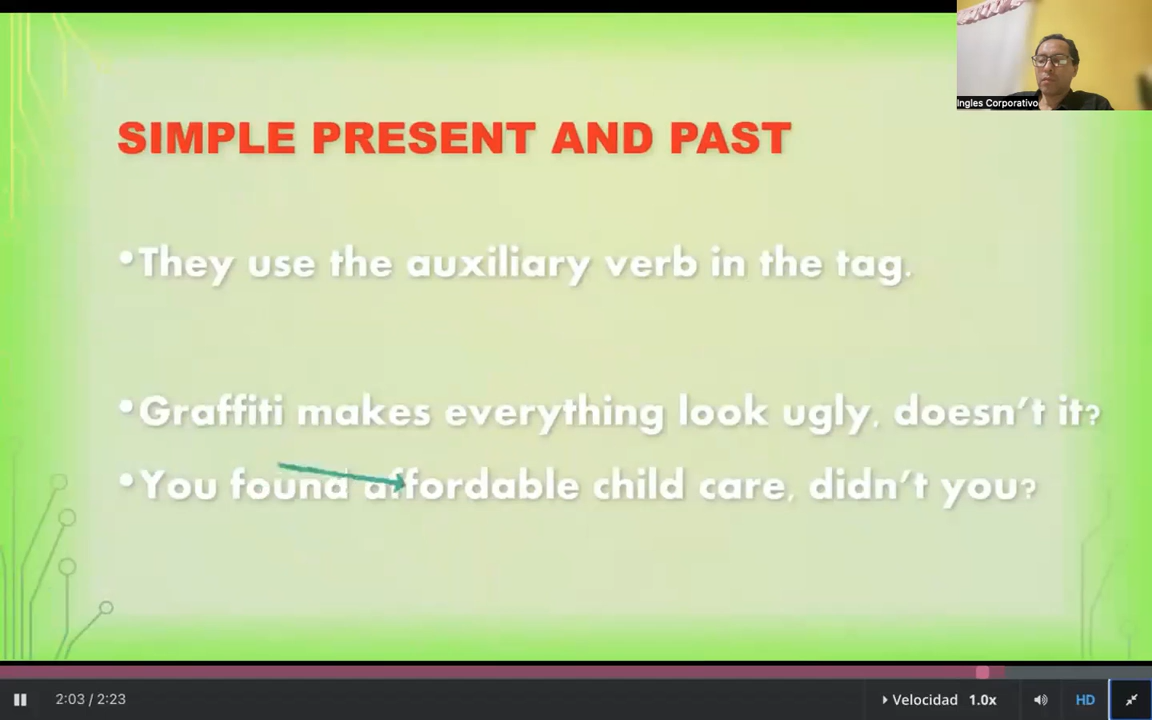 Ingles Corporativo
SIMPLE PRESENT AND PAST
•They use the auxiliary verb in the tag.
•Graffiti makes everything look ugly, doesn't it?
•You found affordable child care, didn't you?
2:03 / 2:23
Velocidad 1.0x
HD